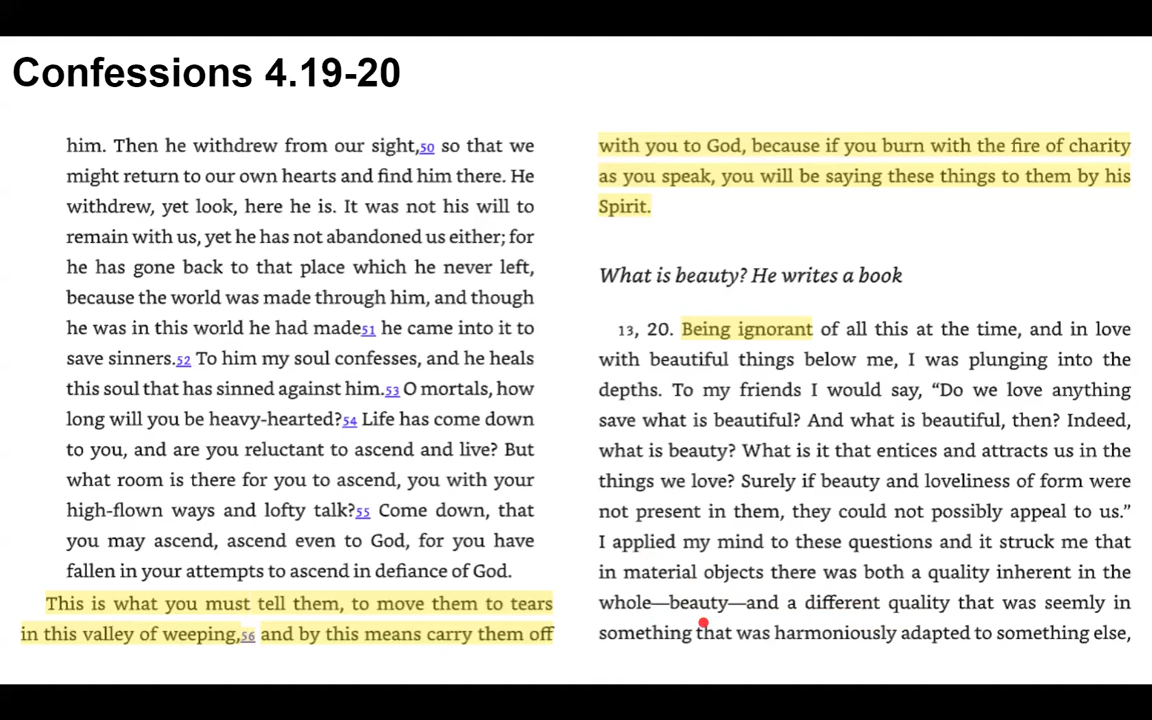 Confessions 4.19-20
him. Then he withdrew from our sight,50 so that we
might return to our own hearts and find him there. He
withdrew, yet look, here he is. It was not his will to
remain with us, yet he has not abandoned us either; for
he has gone back to that place which he never left,
because the world was made through him, and though
he was in this world he had made51 he came into it to
save sinners.52 To him my soul confesses, and he heals
this soul that has sinned against him.53 O mortals, how
long will you be heavy-hearted?54 Life has come down
to you, and are you reluctant to ascend and live? But
what room is there for you to ascend, you with your
high-flown ways and lofty talk?55 Come down, that
you may ascend, ascend even to God, for you have
fallen in your attempts to ascend in defiance of God.
This is what you must tell them, to move them to tears
in this valley of weeping,56 and by this means carry them off
with you to God, because if you burn with the fire of charity
as you speak, you will be saying these things to them by his
Spirit.
What is beauty? He writes a book
13, 20. Being ignorant of all this at the time, and in love
with beautiful things below me, I was plunging into the
depths. To my friends I would say, “Do we love anything
save what is beautiful? And what is beautiful, then? Indeed,
what is beauty? What is it that entices and attracts us in the
things we love? Surely if beauty and loveliness of form were
not present in them, they could not possibly appeal to us.”
I applied my mind to these questions and it struck me that
in material objects there was both a quality inherent in the
whole—beauty—and a different quality that was seemly in
something that was harmoniously adapted to something else,